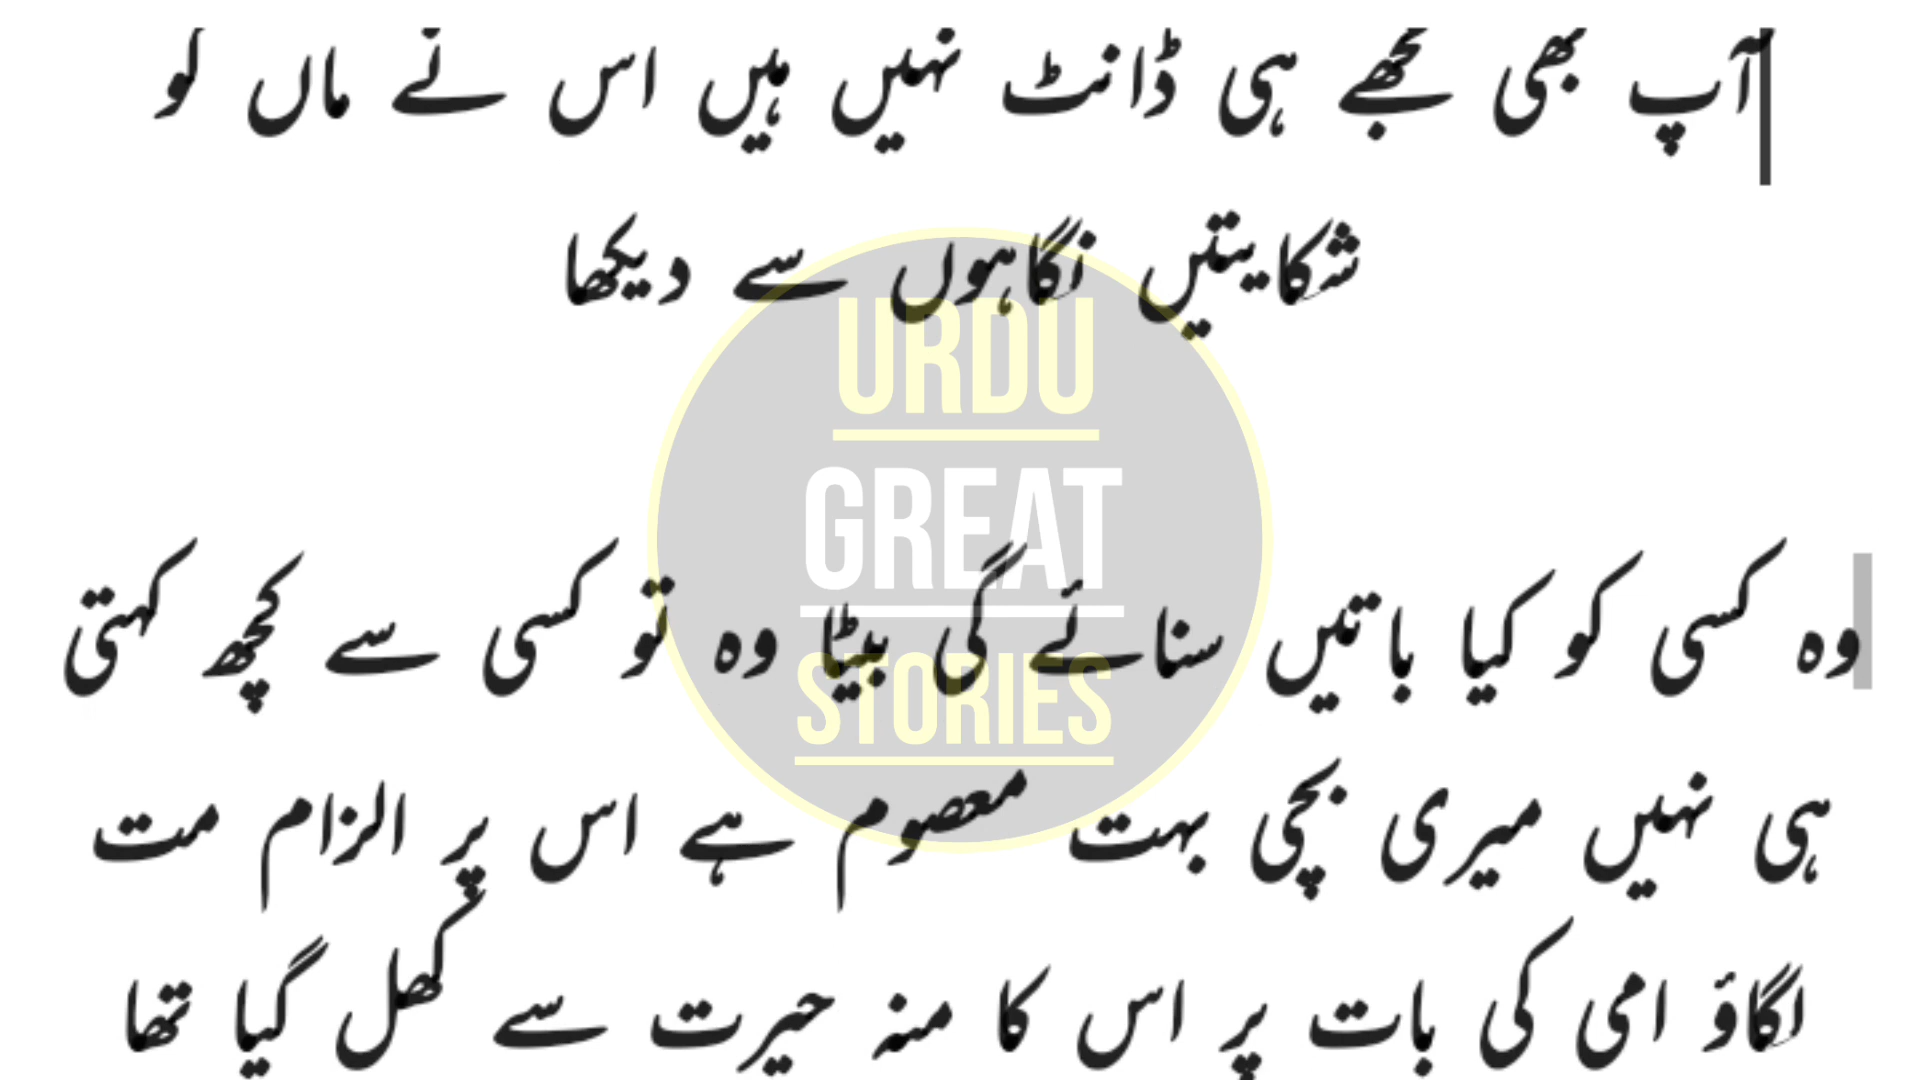 آپ بھی مجھے ہی ڈانٹ نہیں ہیں اس نے ماں کو
شکایتیں نگاہوں سے دیکھا
URDU
GREAT
STORIES
وہ کسی کو کیا باتیں سنائے گی بیٹا وہ تو کسی سے کچھ کہتی
ہی نہیں میری بچی بہت معصوم ہے اس پر الزام مت
لگاؤ امی کی بات پر اس کا منہ حیرت سے کھل گیا تھا